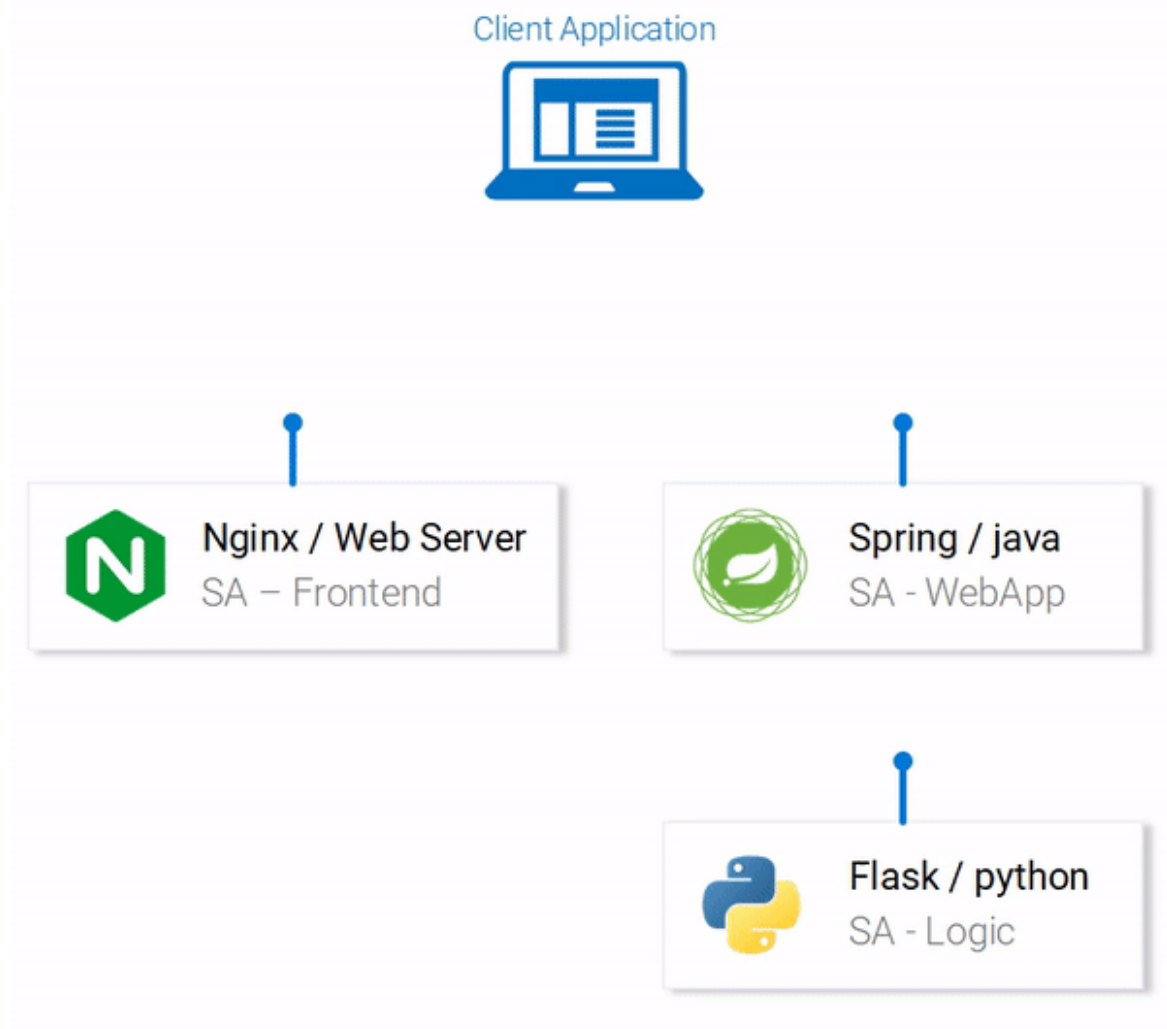 Client Application
Nginx / Web Server
SA – Frontend
Spring / java
SA - WebApp
Flask / python
SA - Logic